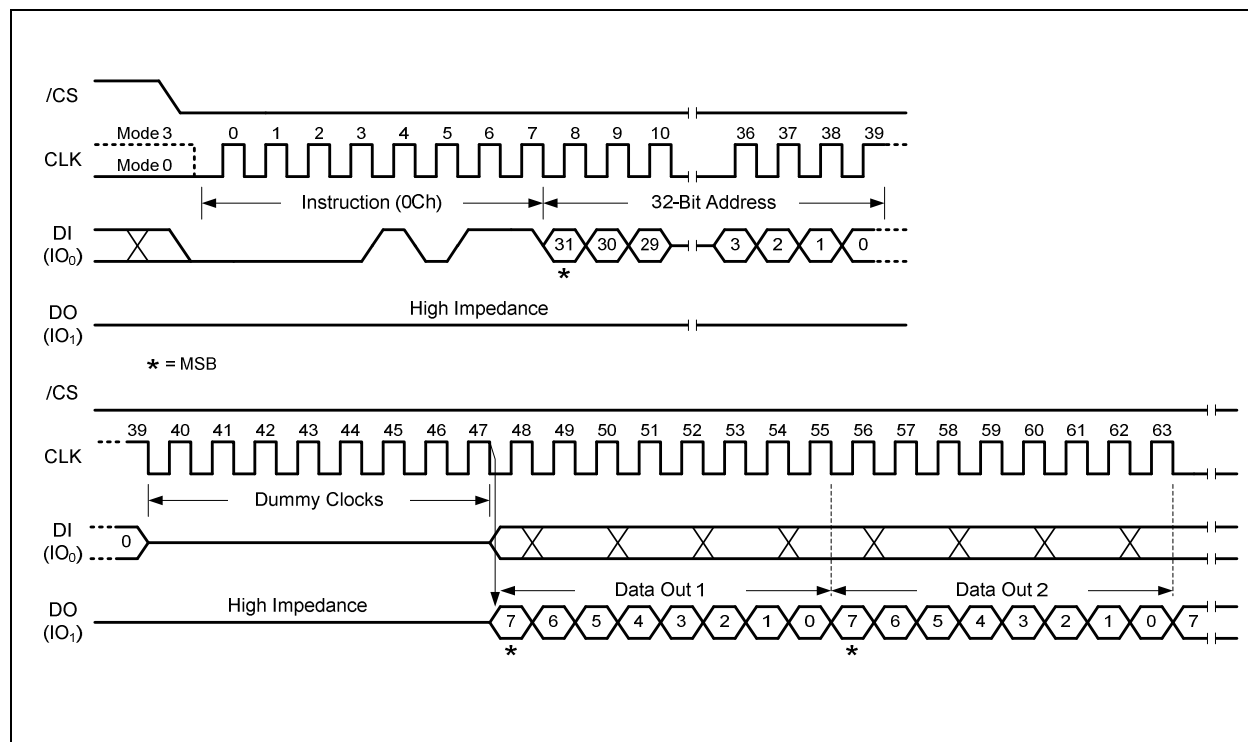 /CS
Mode 3
0 1 2 3 4 5 6 7 8 9 10 36 37 38 39
CLK
Mode 0
Instruction (0Ch) 32-Bit Address
DI
(IO₀)
31 30 29 3 2 1 0
*
High Impedance
DO
(IO₁)
* = MSB
/CS
39 40 41 42 43 44 45 46 47 48 49 50 51 52 53 54 55 56 57 58 59 60 61 62 63
CLK
Dummy Clocks
DI
(IO₀)
0
Data Out 1 Data Out 2
High Impedance
DO
(IO₁)
7 6 5 4 3 2 1 0 7 6 5 4 3 2 1 0 7
* *